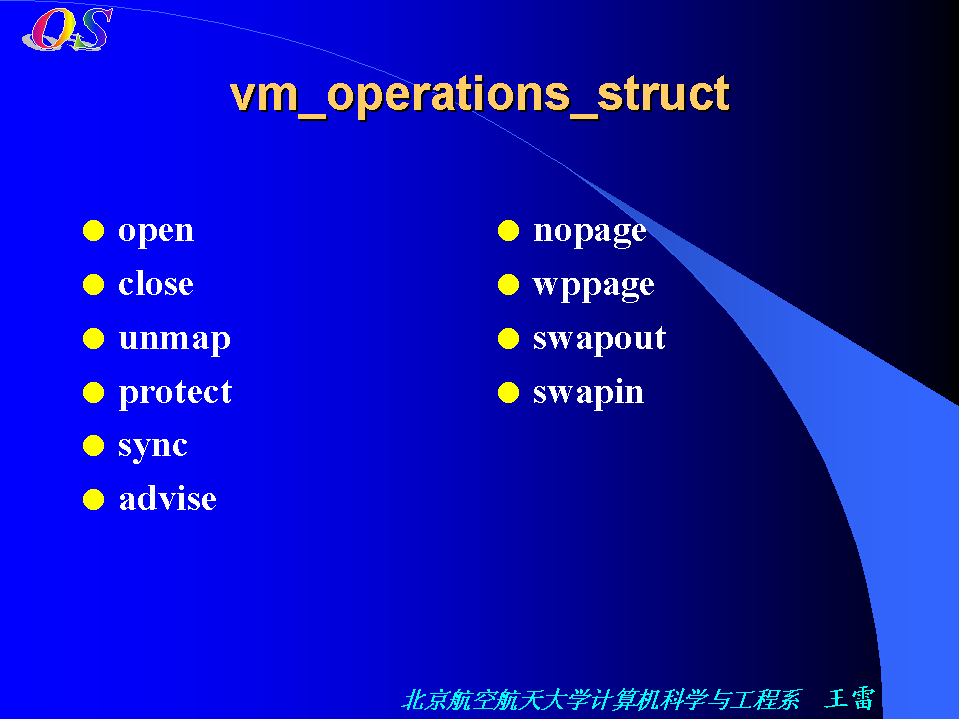 OS
vm_operations_struct
open
close
unmap
protect
sync
advise
nopage
wppage
swapout
swapin
北京航空航天大学计算机科学与工程系 王雷